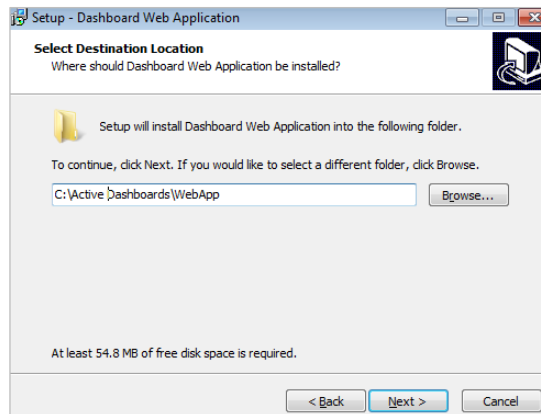 Setup - Dashboard Web Application
Select Destination Location
Where should Dashboard Web Application be installed?
Setup will install Dashboard Web Application into the following folder.
To continue, click Next. If you would like to select a different folder, click Browse.
C:\Active Dashboards\WebApp
Browse...
At least 54.8 MB of free disk space is required.
< Back
Next >
Cancel